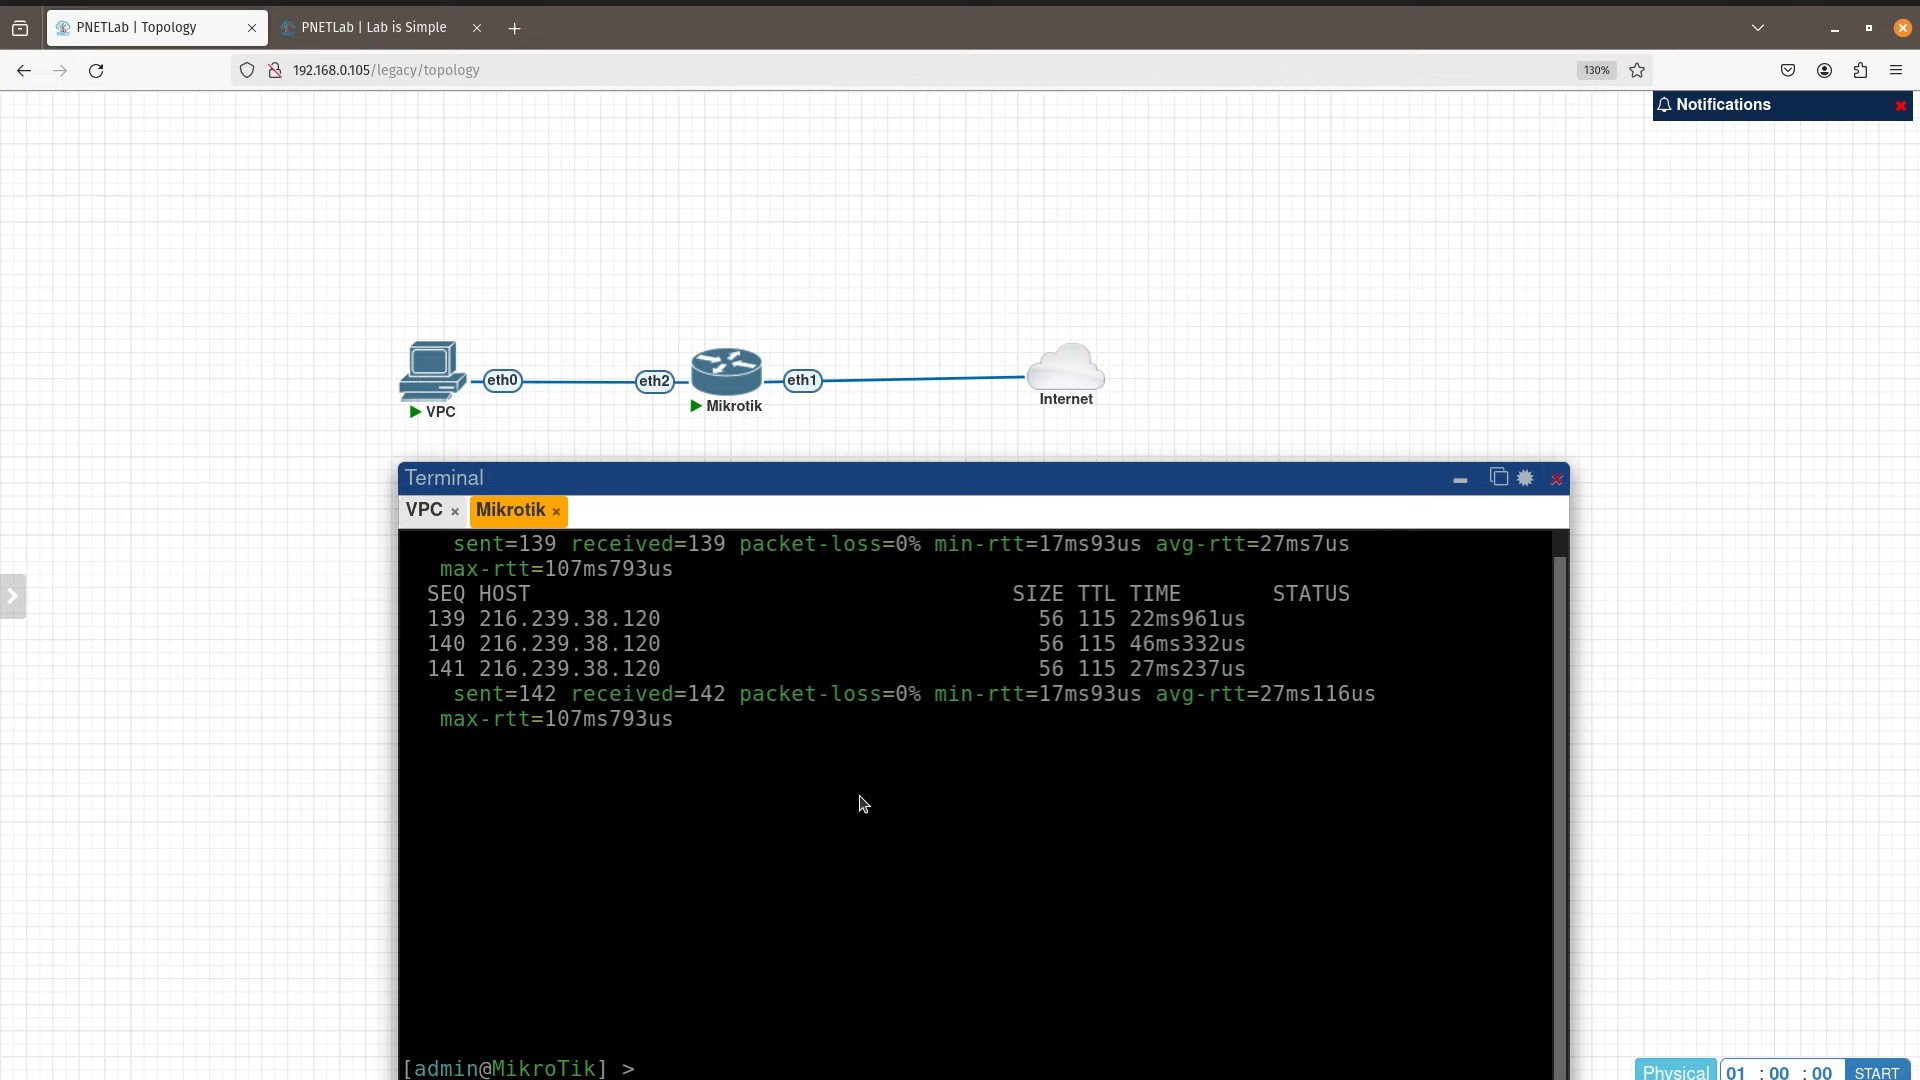 PNETLab | Topology
PNETLab | Lab is Simple
192.168.0.105/legacy/topology
130%
Notifications
eth0
eth2
eth1
VPC
Mikrotik
Internet
Terminal
VPC × Mikrotik ×
sent=139 received=139 packet-loss=0% min-rtt=17ms93us avg-rtt=27ms7us
max-rtt=107ms793us
SEQ HOST SIZE TTL TIME STATUS
139 216.239.38.120 56 115 22ms961us
140 216.239.38.120 56 115 46ms332us
141 216.239.38.120 56 115 27ms237us
sent=142 received=142 packet-loss=0% min-rtt=17ms93us avg-rtt=27ms116us
max-rtt=107ms793us
[admin@MikroTik] >
Physical 01 : 00 : 00 START